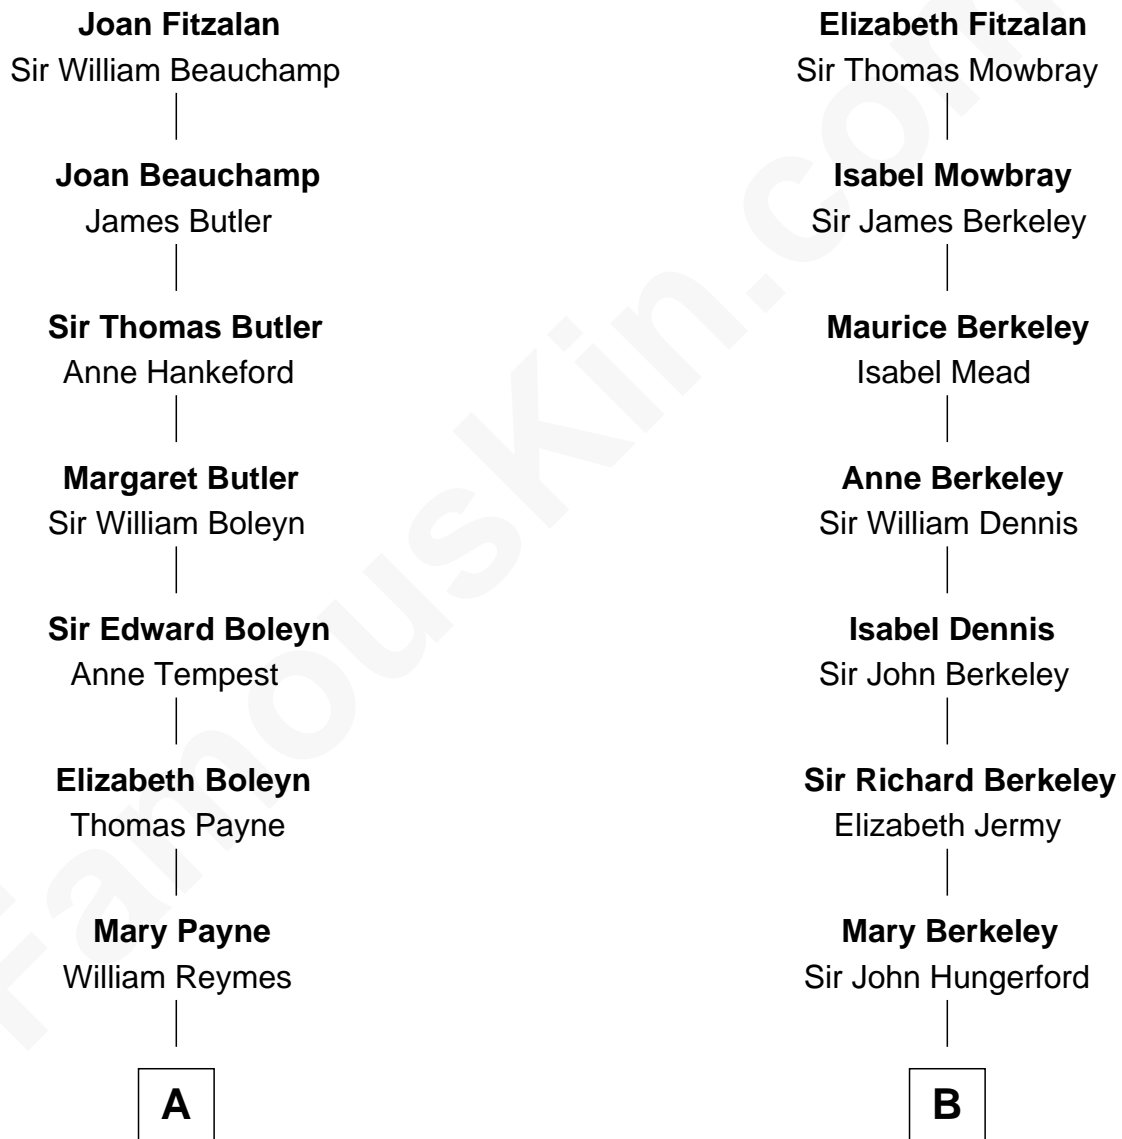 Joan Fitzalan
Sir William Beauchamp
Joan Beauchamp
James Butler
Sir Thomas Butler
Anne Hankeford
Margaret Butler
Sir William Boleyn
Sir Edward Boleyn
Anne Tempest
Elizabeth Boleyn
Thomas Payne
Mary Payne
William Reymes
A
Elizabeth Fitzalan
Sir Thomas Mowbray
Isabel Mowbray
Sir James Berkeley
Maurice Berkeley
Isabel Mead
Anne Berkeley
Sir William Dennis
Isabel Dennis
Sir John Berkeley
Sir Richard Berkeley
Elizabeth Jermy
Mary Berkeley
Sir John Hungerford
B
FamousKin.com